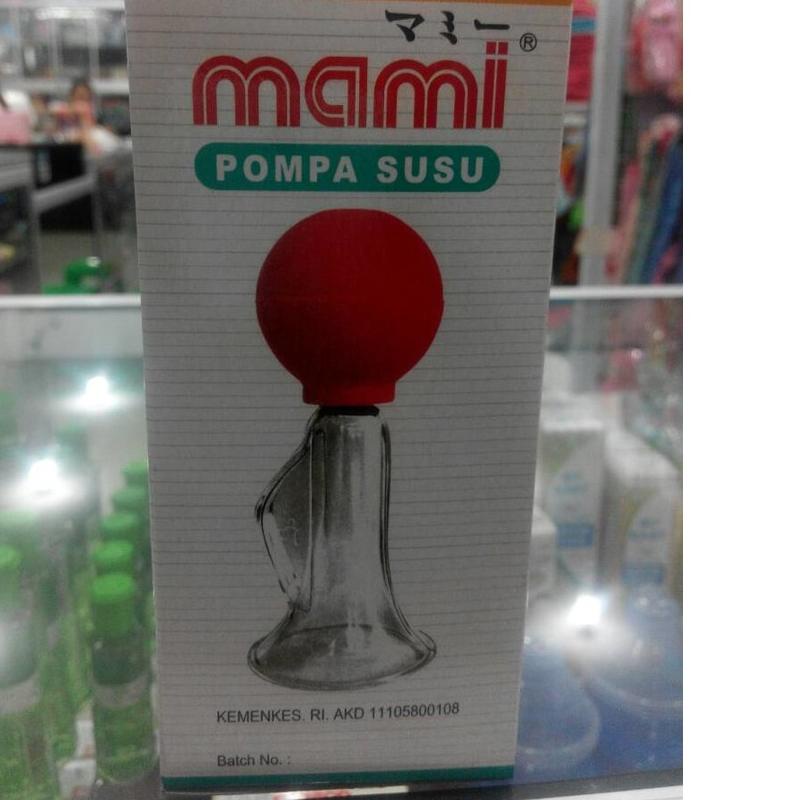 マミー
mami®
POMPA SUSU
KEMENKES. RI. AKD 11105800108
Batch No. :